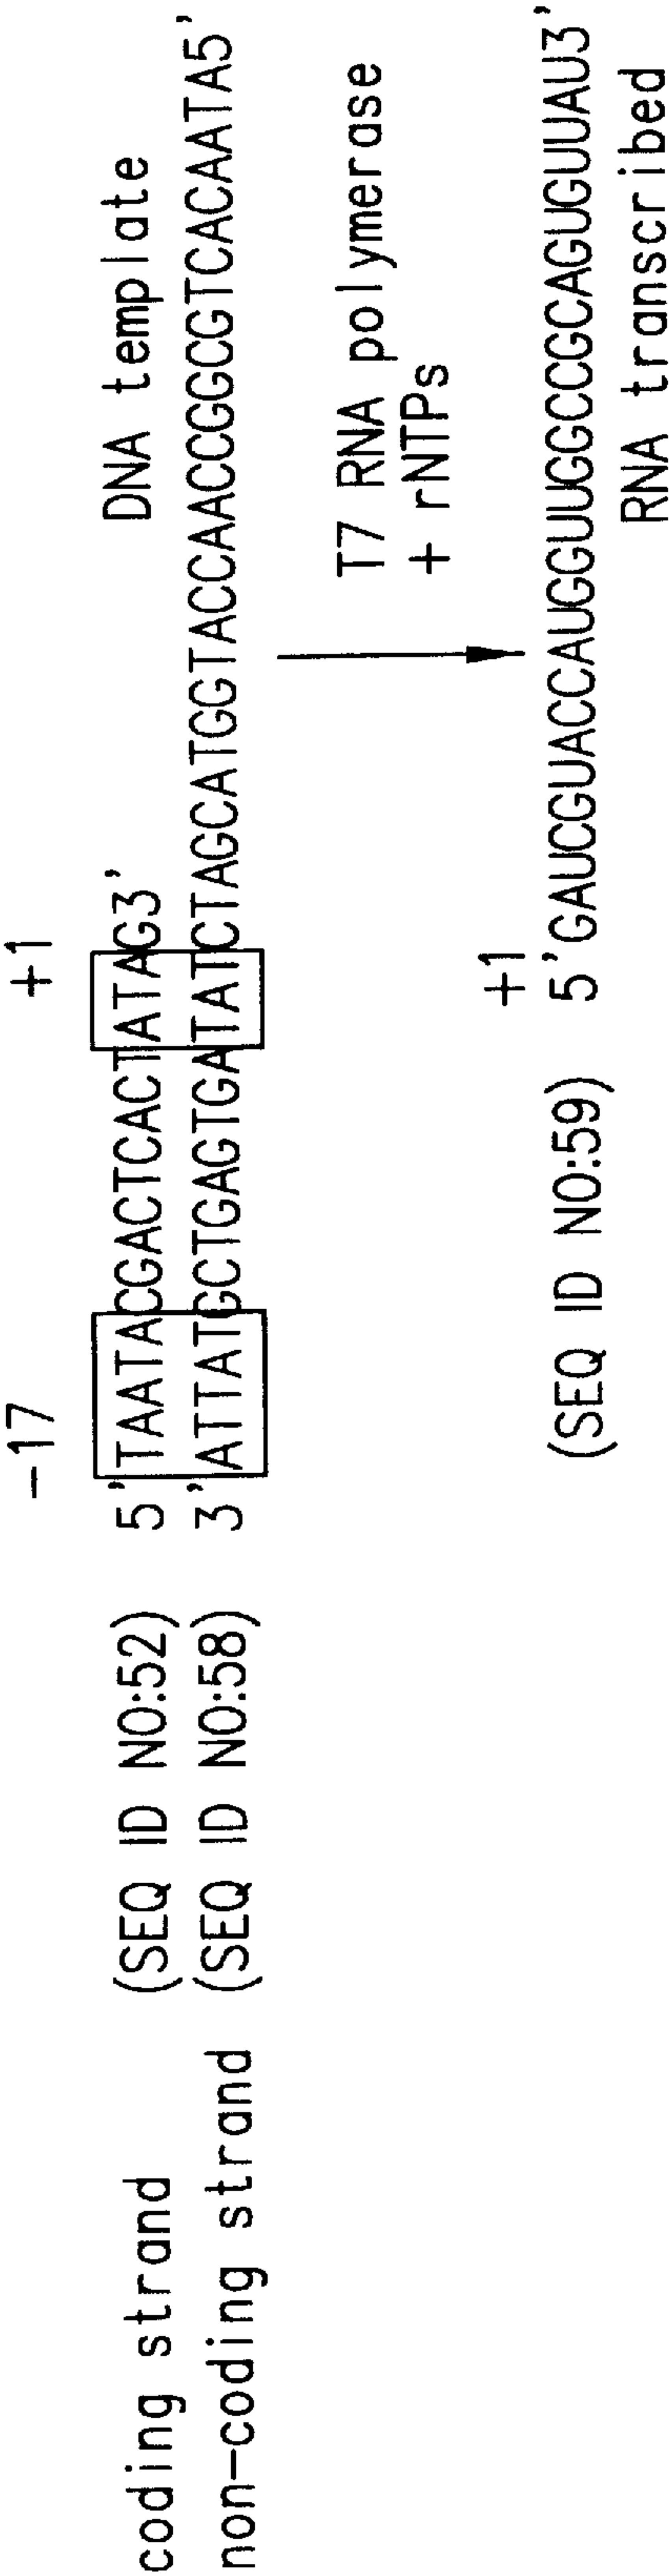 -17 +1
coding strand (SEQ ID NO:52) 5'TAATACGACTCACTATAG3' DNA template
non-coding strand (SEQ ID NO:58) 3'ATTATGCTGAGTGATATCTAGCATGGTACCAACCGGCGTCACAATA5'
T7 RNA polymerase
+ rNTPs
+1
(SEQ ID NO:59) 5'GAUCGUACCAUGGUUGGCCGCAGUGUUAU3'
RNA transcribed